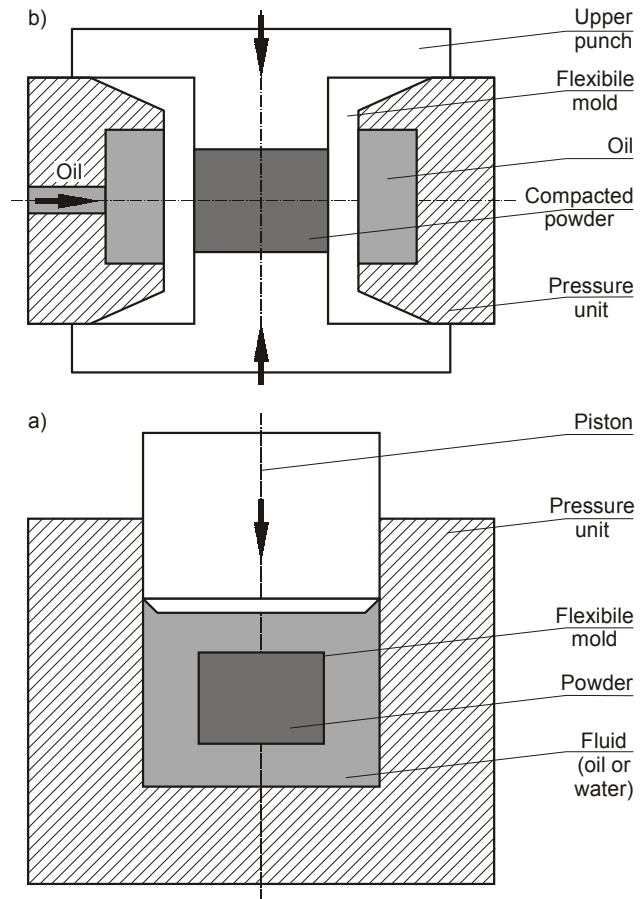 b)
Upper
punch
Flexibile
mold
Oil
Oil
Compacted
powder
Pressure
unit
a)
Piston
Pressure
unit
Flexibile
mold
Powder
Fluid
(oil or
water)